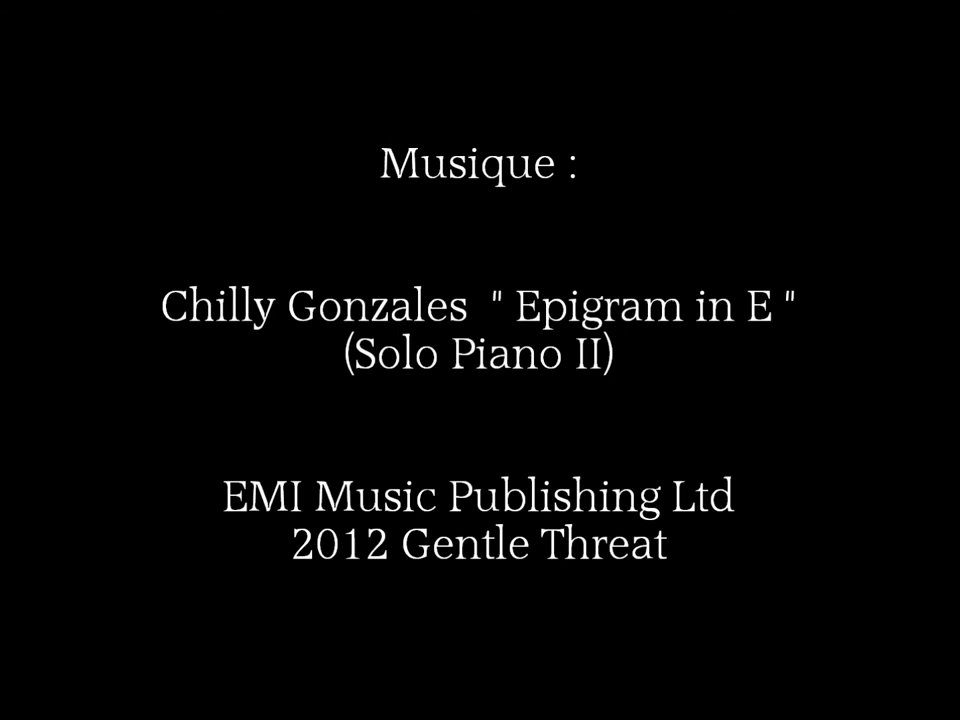 Musique :
Chilly Gonzales " Epigram in E "
(Solo Piano II)
EMI Music Publishing Ltd
2012 Gentle Threat